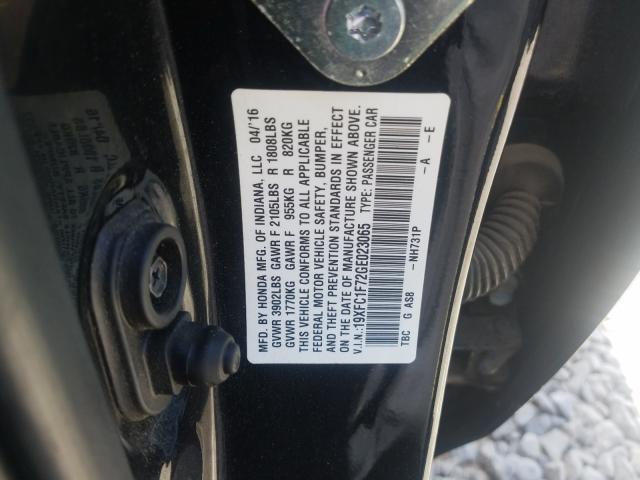 MFD. BY HONDA MFG. OF INDIANA, LLC 04/'16
GVWR 3902LBS GAWR F 2105LBS R 1808LBS
GVWR 1770KG GAWR F 955KG R 820KG
THIS VEHICLE CONFORMS TO ALL APPLICABLE
FEDERAL MOTOR VEHICLE SAFETY, BUMPER,
AND THEFT PREVENTION STANDARDS IN EFFECT
ON THE DATE OF MANUFACTURE SHOWN ABOVE.
V.I.N.:19XFC1F72GE023065 TYPE: PASSENGER CAR
TBC G AS8 -NH731P -A -E